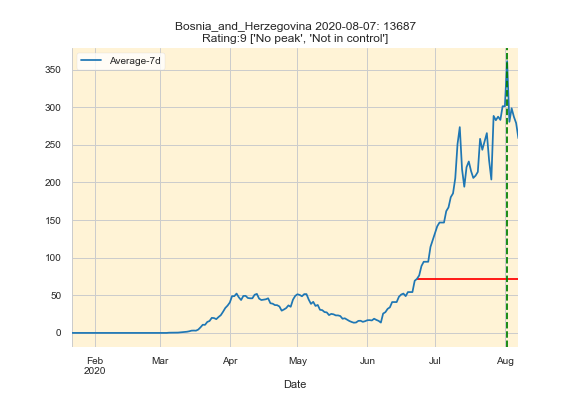 Bosnia_and_Herzegovina 2020-08-07: 13687
Rating:9 ['No peak', 'Not in control']
Average-7d
350
300
250
200
150
100
50
0
Feb Mar Apr May Jun Jul Aug
2020
Date